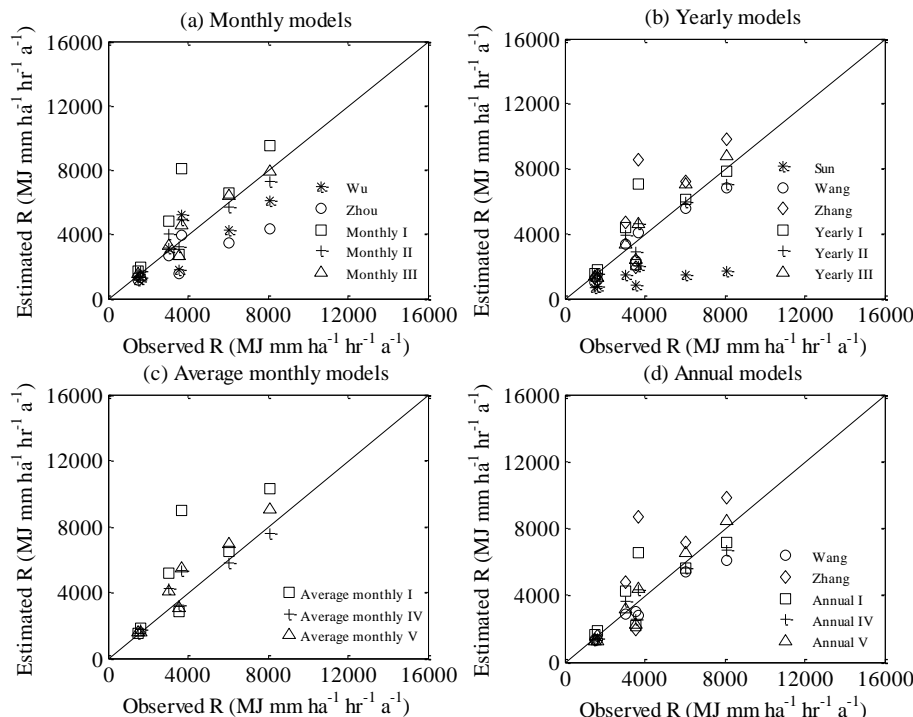 (a) Monthly models
(b) Yearly models
16000
12000
8000
4000
0
Estimated R (MJ mm ha⁻¹ hr⁻¹ a⁻¹)
Wu
Zhou
Monthly I
Monthly II
Monthly III
0 4000 8000 12000 16000
Observed R (MJ mm ha⁻¹ hr⁻¹ a⁻¹)
16000
12000
8000
4000
0
Estimated R (MJ mm ha⁻¹ hr⁻¹ a⁻¹)
Sun
Wang
Zhang
Yearly I
Yearly II
Yearly III
0 4000 8000 12000 16000
Observed R (MJ mm ha⁻¹ hr⁻¹ a⁻¹)
(c) Average monthly models
(d) Annual models
16000
12000
8000
4000
0
Estimated R (MJ mm ha⁻¹ hr⁻¹ a⁻¹)
Average monthly I
Average monthly IV
Average monthly V
0 4000 8000 12000 16000
Observed R (MJ mm ha⁻¹ hr⁻¹ a⁻¹)
16000
12000
8000
4000
0
Estimated R (MJ mm ha⁻¹ hr⁻¹ a⁻¹)
Wang
Zhang
Annual I
Annual IV
Annual V
0 4000 8000 12000 16000
Observed R (MJ mm ha⁻¹ hr⁻¹ a⁻¹)